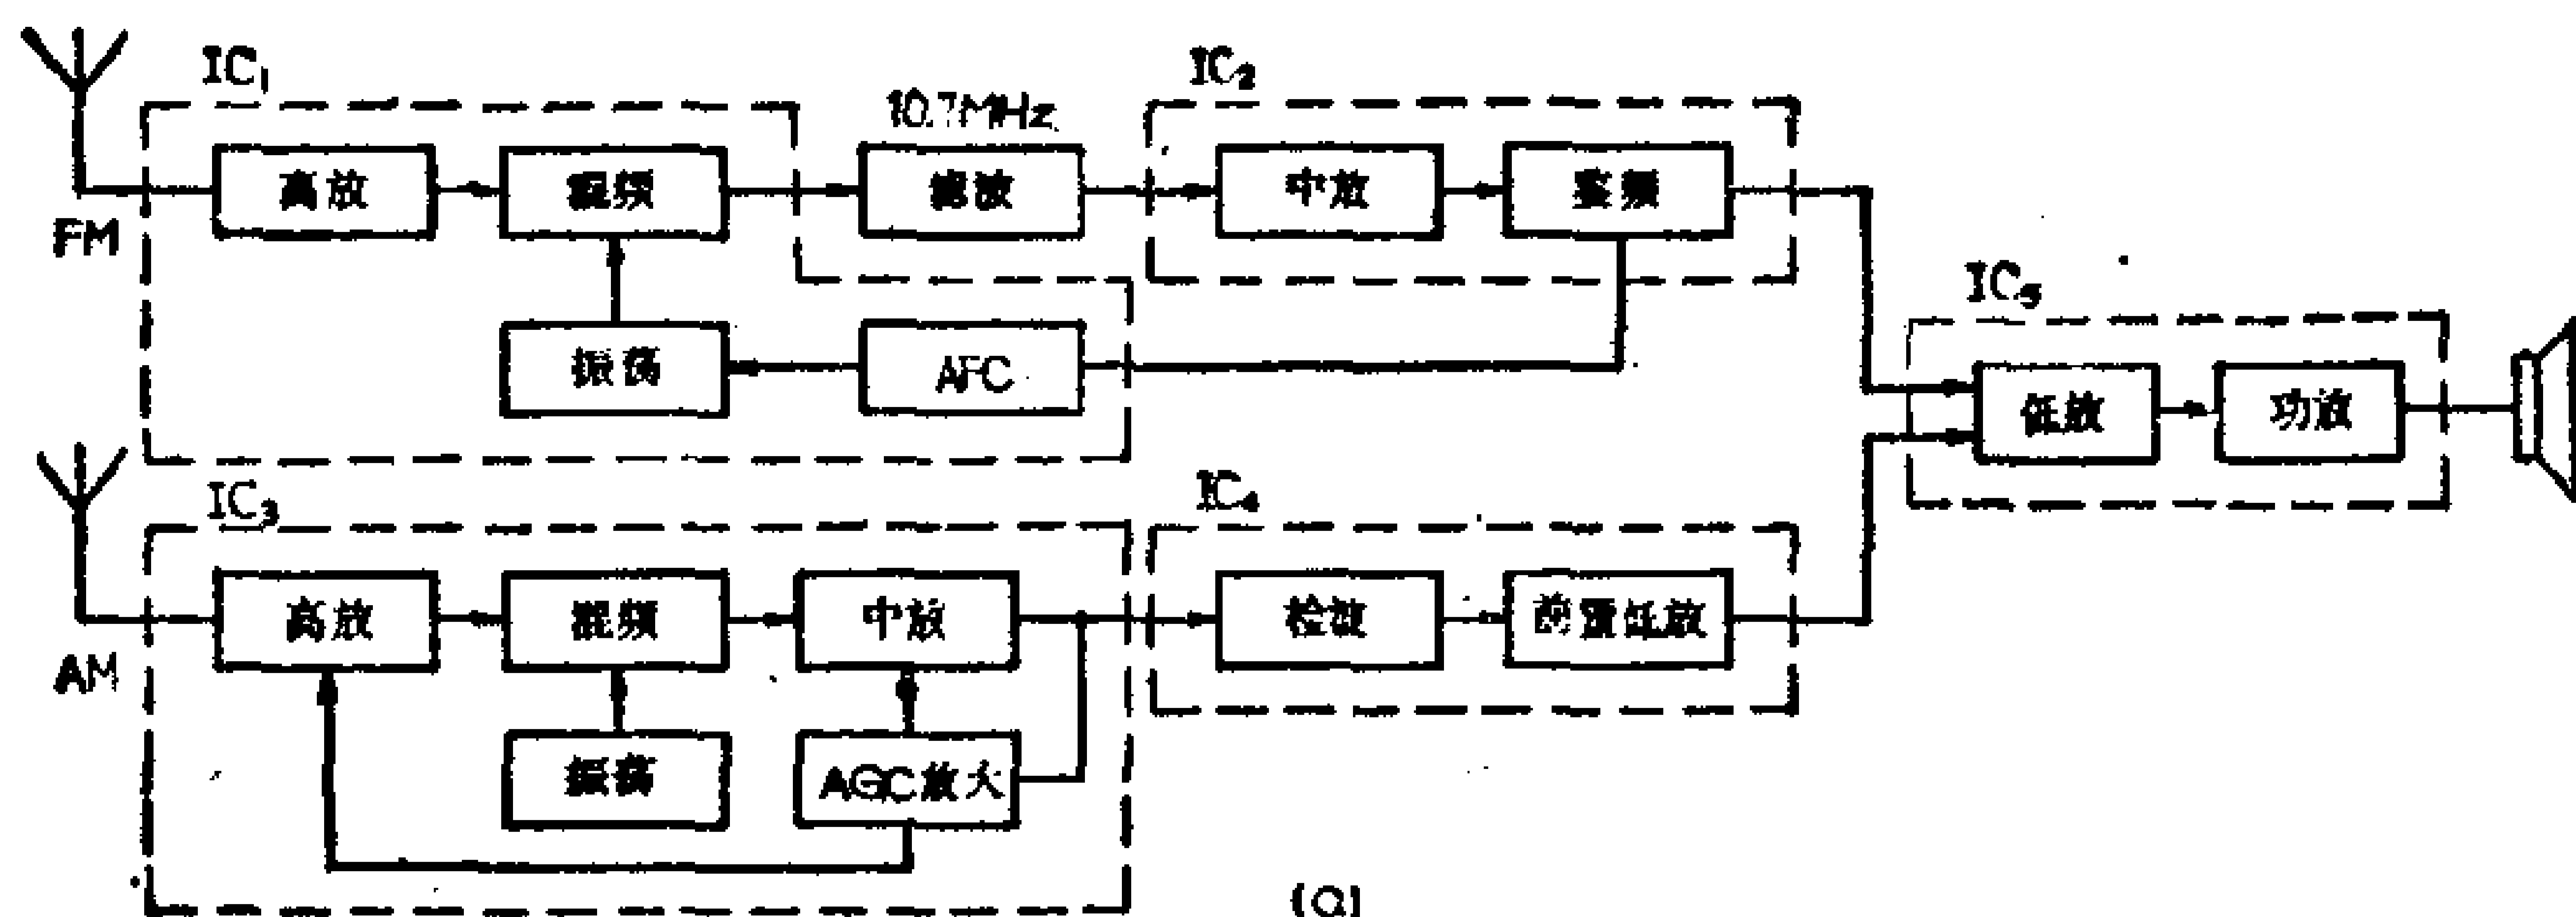 IC₁
IC₂
10.7MHz
高放
混频
滤波
中放
鉴频
FM
IC₅
振荡
AFC
低放
功放
IC₃
IC₄
高放
混频
中放
检波
前置低放
AM
振荡
AGC放大
(a)